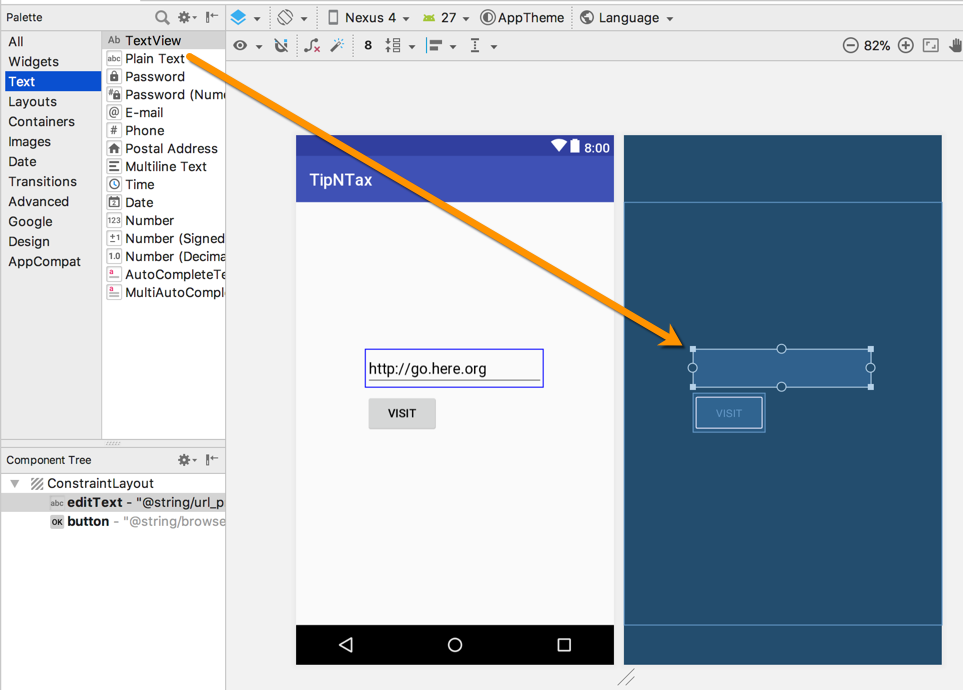 Palette
Nexus 4
27
AppTheme
Language
8
82%
All
Widgets
Text
Layouts
Containers
Images
Date
Transitions
Advanced
Google
Design
AppCompat
Ab TextView
abc Plain Text
Password
Password (Nume
@ E-mail
# Phone
Postal Address
Multiline Text
Time
Date
123 Number
±1 Number (Signed
1.0 Number (Decima
AutoCompleteTe
MultiAutoCompl
8:00
TipNTax
http://go.here.org
VISIT
VISIT
Component Tree
ConstraintLayout
abc editText - "@string/url_p
OK button - "@string/browse